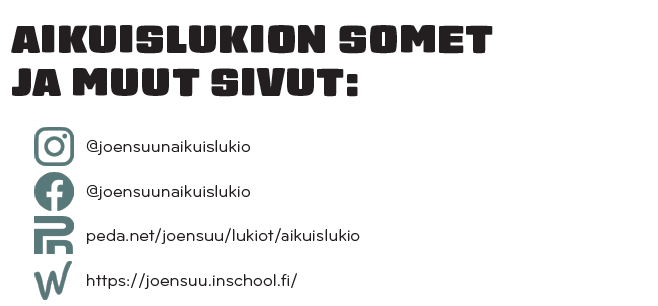 AIKUISLUKION SOMET
JA MUUT SIVUT:
@joensuunaikuislukio
@joensuunaikuislukio
peda.net/joensuu/lukiot/aikuislukio
https://joensuu.inschool.fi/